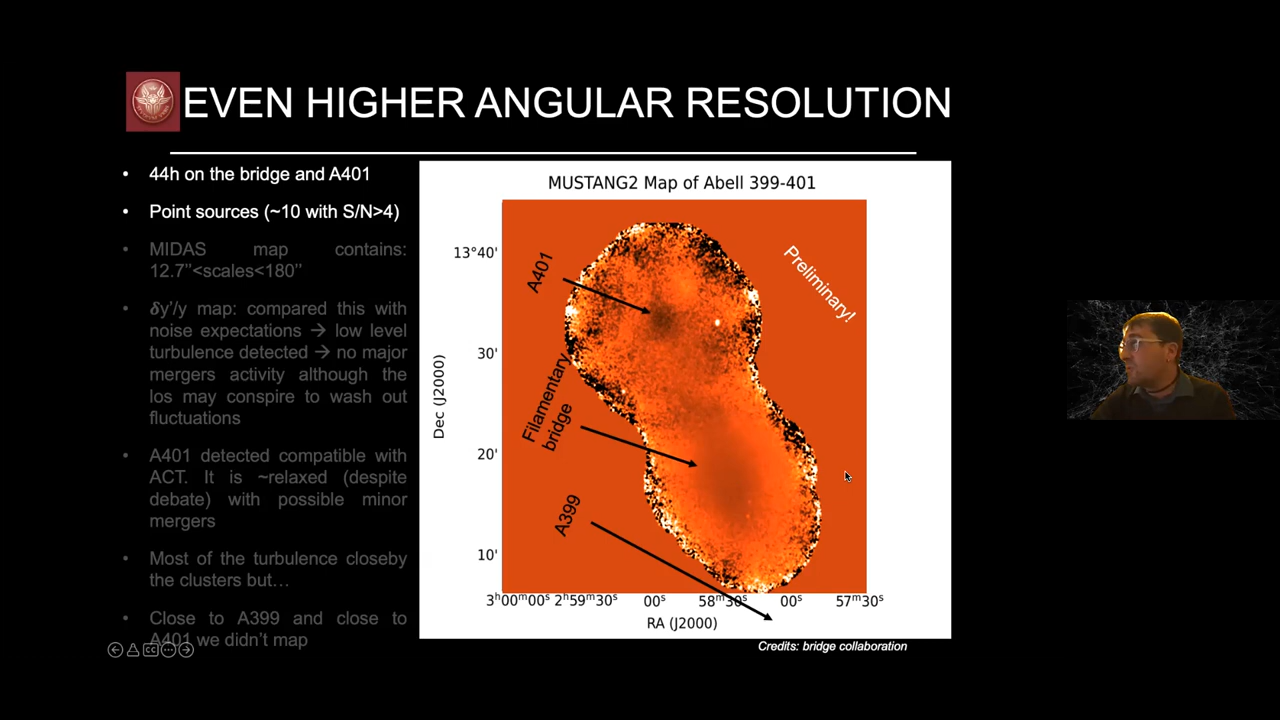 EVEN HIGHER ANGULAR RESOLUTION
• 44h on the bridge and A401
• Point sources (~10 with S/N>4)
• MIDAS map contains:
12.7''<scales<180''
• δy'/y map: compared this with
noise expectations → low level
turbulence detected → no major
mergers activity although the
los may conspire to wash out
fluctuations
• A401 detected compatible with
ACT. It is ~relaxed (despite
debate) with possible minor
mergers
• Most of the turbulence closeby
the clusters but…
• Close to A399 and close to
A401 we didn't map
MUSTANG2 Map of Abell 399-401
Preliminary!
A401
Filamentary
bridge
A399
Dec (J2000)
13°40'
30'
20'
10'
3ʰ00ᵐ00ˢ 2ʰ59ᵐ30ˢ 00ˢ 58ᵐ30ˢ 00ˢ 57ᵐ30ˢ
RA (J2000)
Credits: bridge collaboration